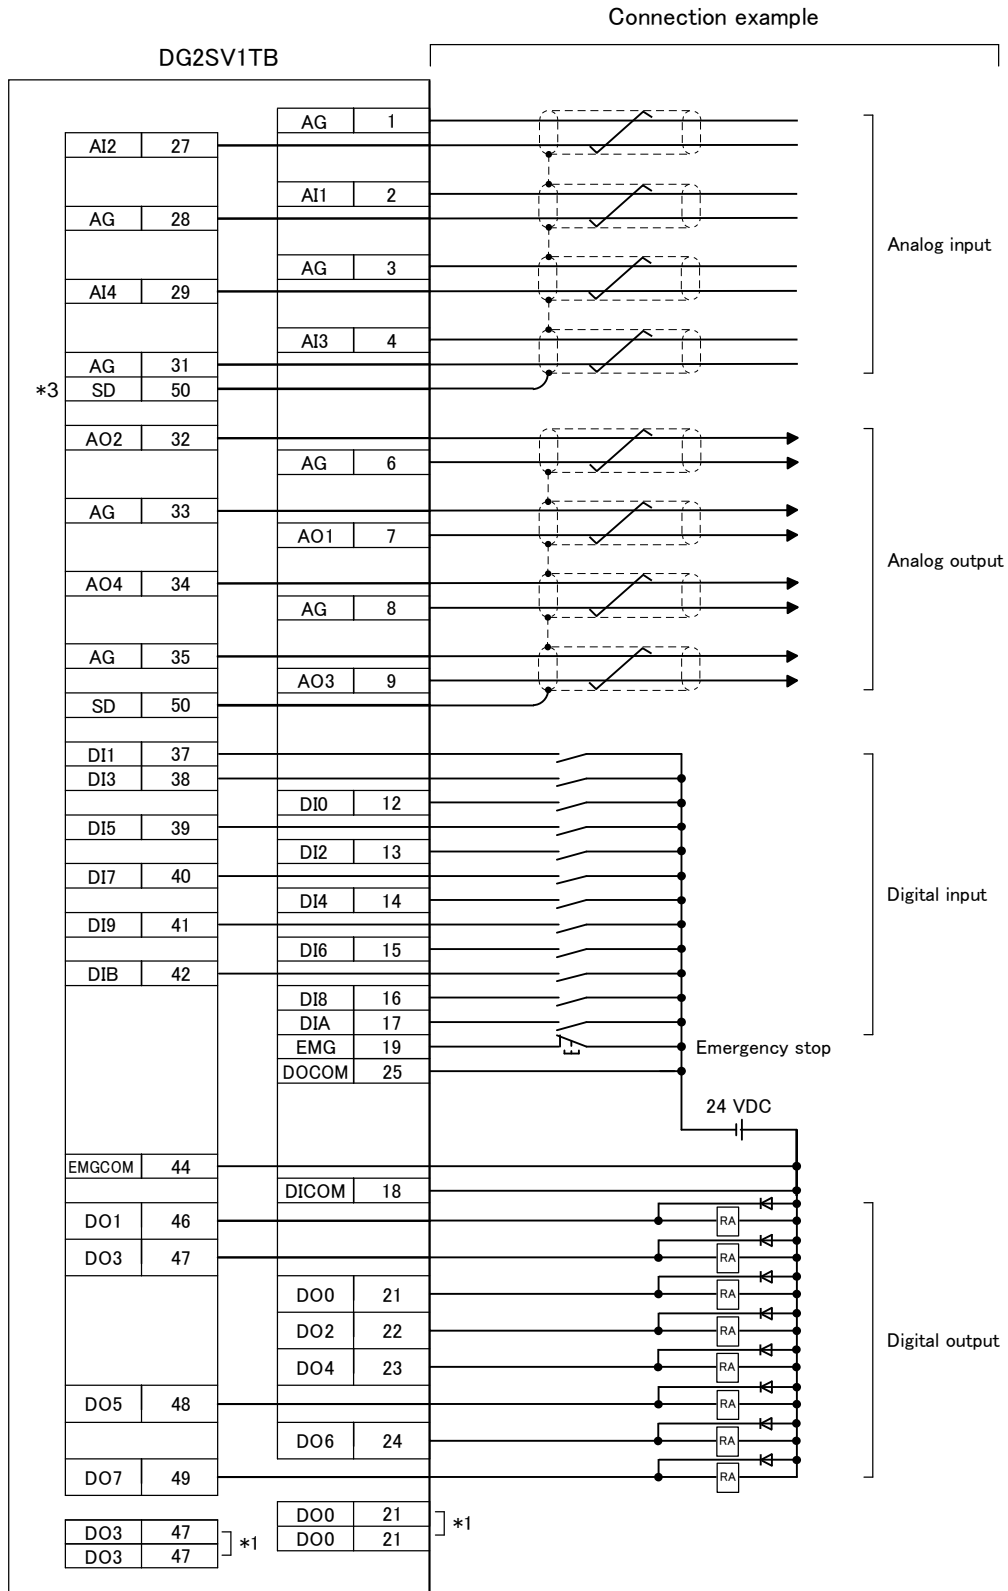 Connection example
DG2SV1TB
AG 1
AI2 27
AI1 2
AG 28
Analog input
AG 3
AI4 29
AI3 4
AG 31
*3 SD 50
AO2 32
AG 6
AG 33
AO1 7
Analog output
AO4 34
AG 8
AG 35
AO3 9
SD 50
DI1 37
DI3 38
DI0 12
DI5 39
DI2 13
DI7 40
Digital input
DI4 14
DI9 41
DI6 15
DIB 42
DI8 16
DIA 17
EMG 19 Emergency stop
DOCOM 25
24 VDC
EMGCOM 44
DICOM 18
DO1 46 RA
DO3 47 RA
DO0 21 RA
DO2 22 RA
Digital output
DO4 23 RA
DO5 48 RA
DO6 24 RA
DO7 49 RA
DO0 21
*1
DO0 21
DO3 47
*1
DO3 47